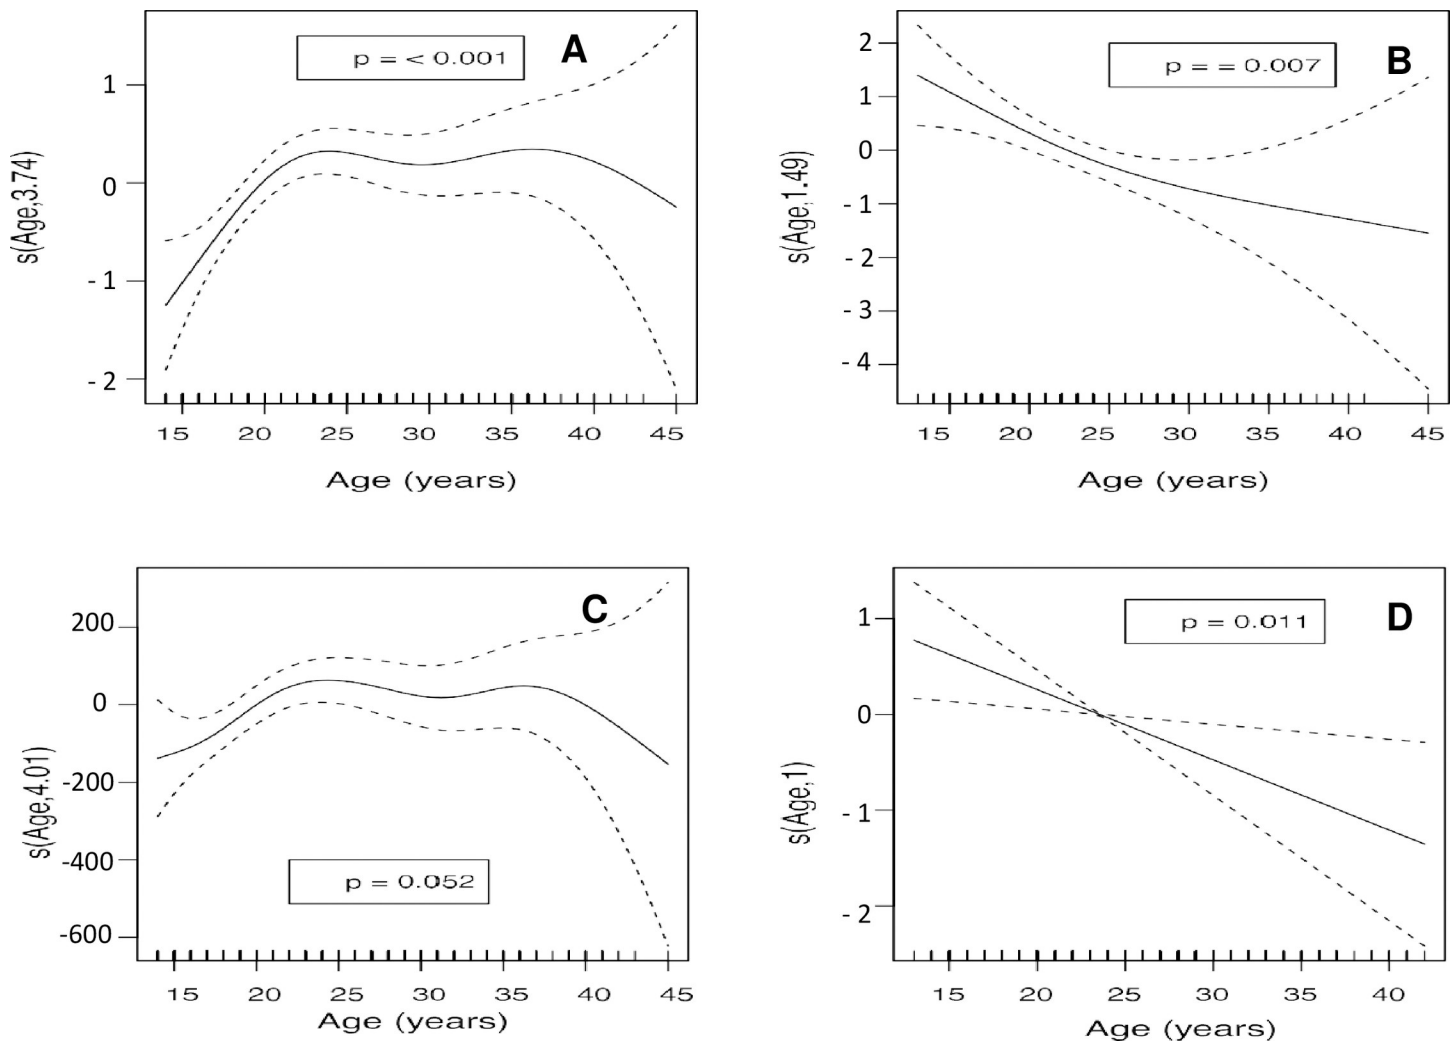 A
p = < 0.001
1
0
- 1
- 2
s(Age,3.74)
15 20 25 30 35 40 45
Age (years)
B
p = = 0.007
2
1
0
- 1
- 2
- 3
- 4
s(Age,1.49)
15 20 25 30 35 40 45
Age (years)
C
200
0
-200
-400
-600
s(Age,4.01)
p = 0.052
15 20 25 30 35 40 45
Age (years)
D
p = 0.011
1
0
- 1
- 2
s(Age,1)
15 20 25 30 35 40
Age (years)